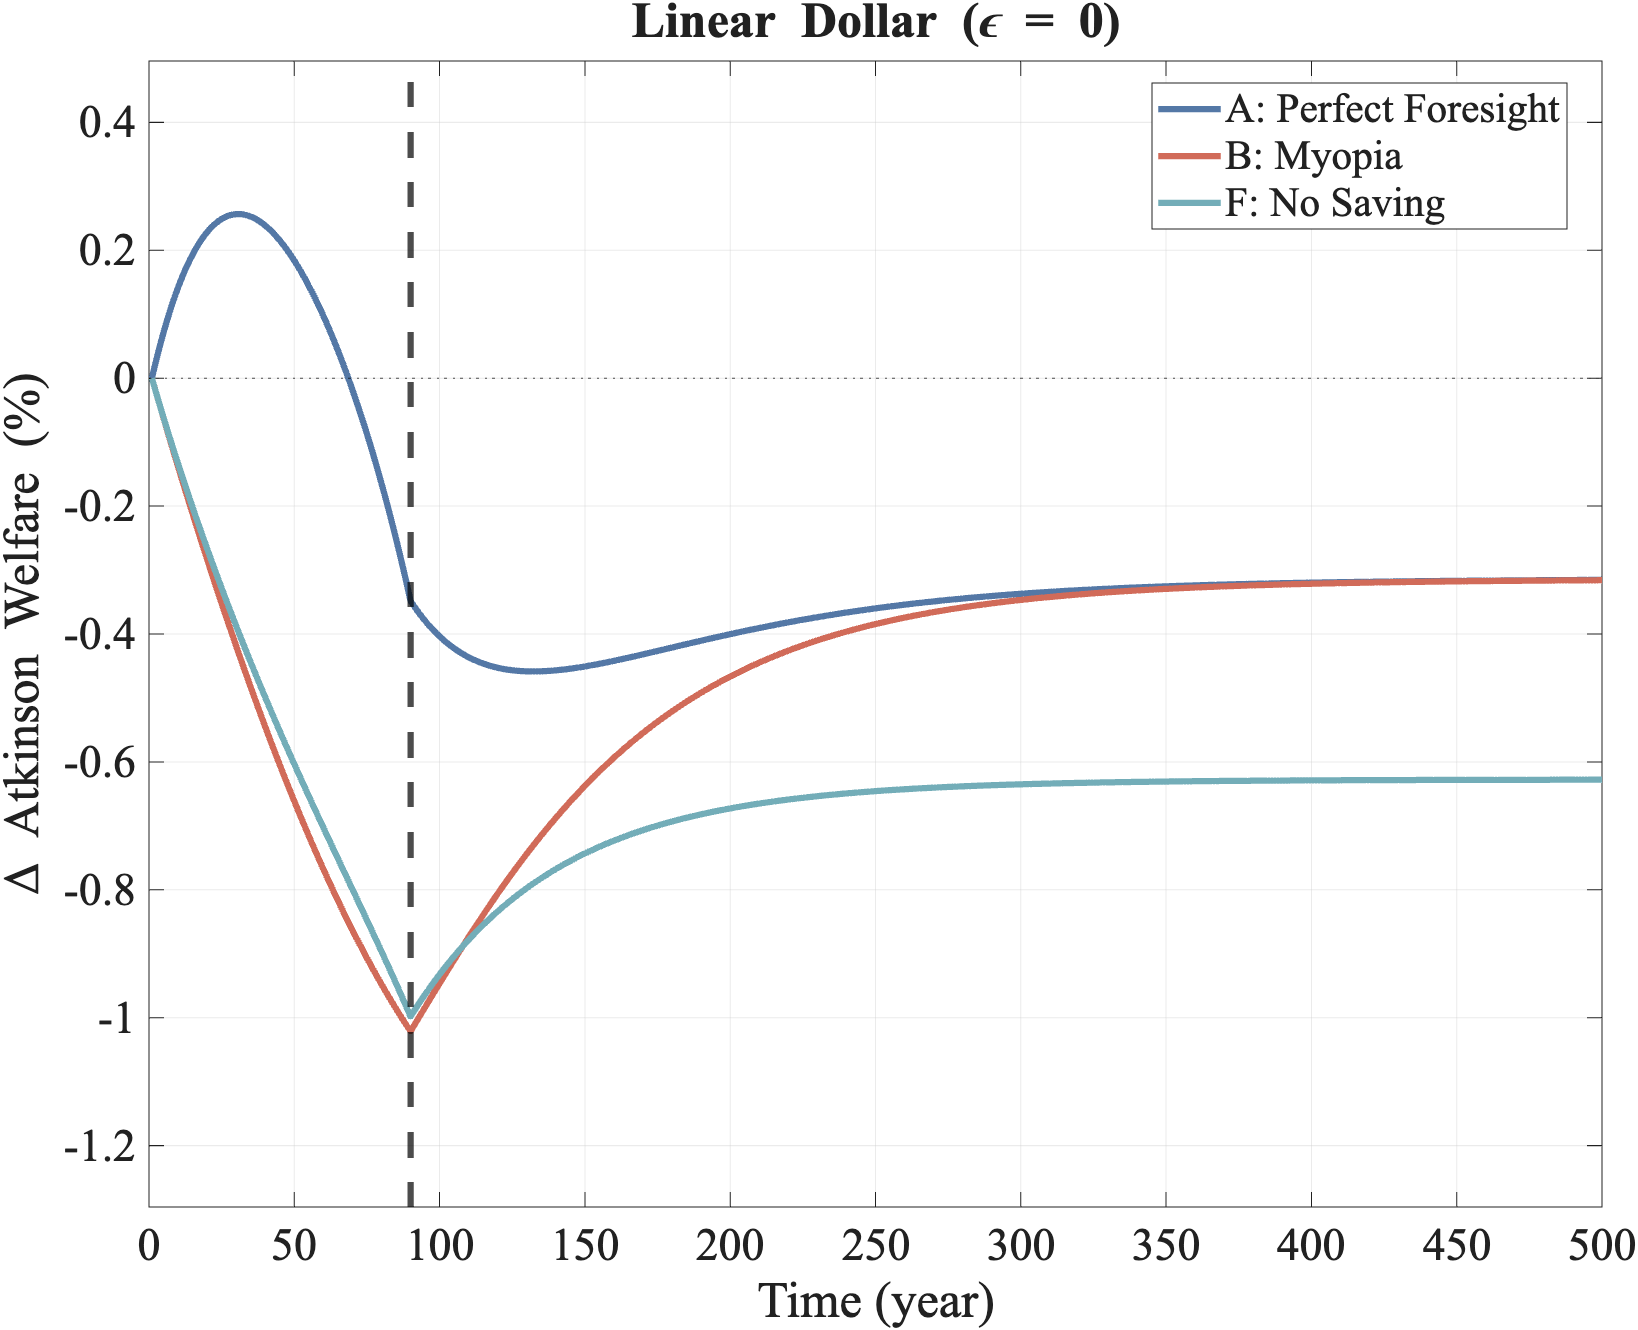 Linear Dollar (ϵ = 0)
A: Perfect Foresight
B: Myopia
F: No Saving
Δ Atkinson Welfare (%)
0.4
0.2
0
-0.2
-0.4
-0.6
-0.8
-1
-1.2
0 50 100 150 200 250 300 350 400 450 500
Time (year)